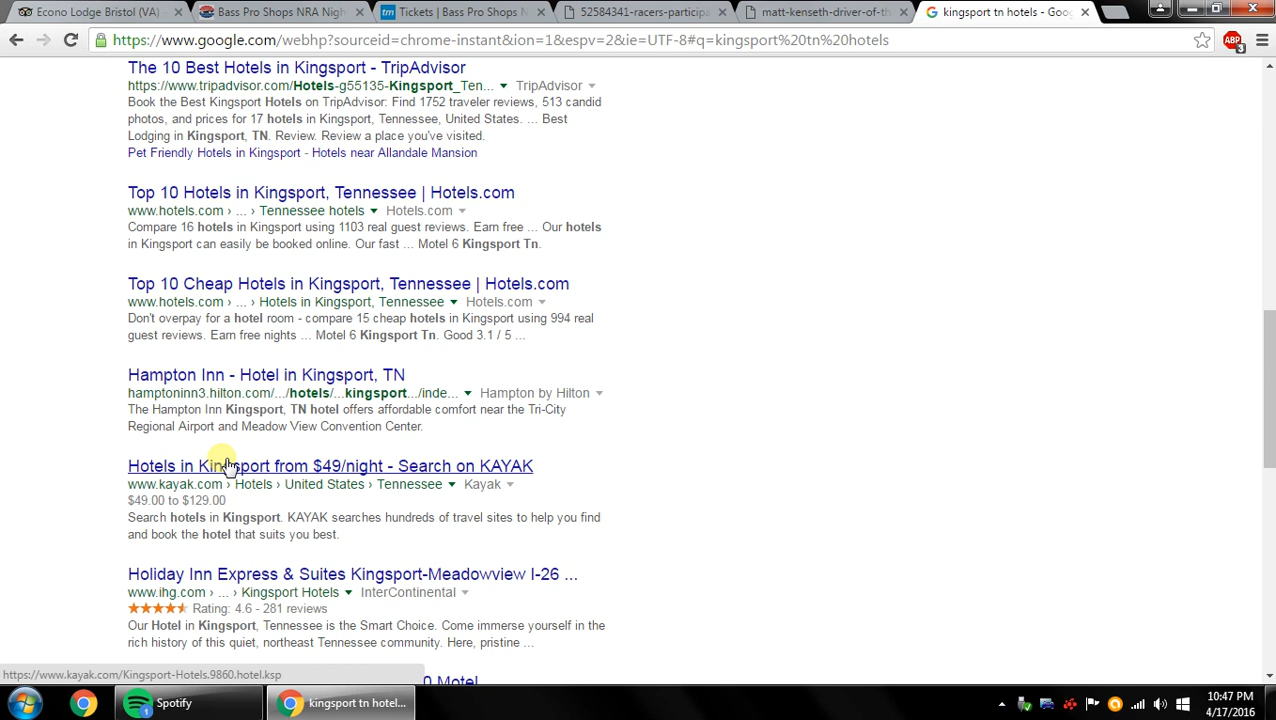 Econo Lodge Bristol (VA) -
Bass Pro Shops NRA Nigh
Tickets | Bass Pro Shops N
52584341-racers-participa
matt-kenseth-driver-of-th
kingsport tn hotels - Goo
https://www.google.com/webhp?sourceid=chrome-instant&ion=1&espv=2&ie=UTF-8#q=kingsport%20tn%20hotels
ABP
3
The 10 Best Hotels in Kingsport - TripAdvisor
https://www.tripadvisor.com/Hotels-g55135-Kingsport_Ten... TripAdvisor
Book the Best Kingsport Hotels on TripAdvisor: Find 1752 traveler reviews, 513 candid
photos, and prices for 17 hotels in Kingsport, Tennessee, United States. ... Best
Lodging in Kingsport, TN. Review. Review a place you've visited.
Pet Friendly Hotels in Kingsport - Hotels near Allandale Mansion
Top 10 Hotels in Kingsport, Tennessee | Hotels.com
www.hotels.com › ... › Tennessee hotels Hotels.com
Compare 16 hotels in Kingsport using 1103 real guest reviews. Earn free ... Our hotels
in Kingsport can easily be booked online. Our fast ... Motel 6 Kingsport Tn.
Top 10 Cheap Hotels in Kingsport, Tennessee | Hotels.com
www.hotels.com › ... › Hotels in Kingsport, Tennessee Hotels.com
Don't overpay for a hotel room - compare 15 cheap hotels in Kingsport using 994 real
guest reviews. Earn free nights ... Motel 6 Kingsport Tn. Good 3.1 / 5 ...
Hampton Inn - Hotel in Kingsport, TN
hamptoninn3.hilton.com/.../hotels/...kingsport.../inde... Hampton by Hilton
The Hampton Inn Kingsport, TN hotel offers affordable comfort near the Tri-City
Regional Airport and Meadow View Convention Center.
Hotels in Kingsport from $49/night - Search on KAYAK
www.kayak.com › Hotels › United States › Tennessee Kayak
$49.00 to $129.00
Search hotels in Kingsport. KAYAK searches hundreds of travel sites to help you find
and book the hotel that suits you best.
Holiday Inn Express & Suites Kingsport-Meadowview I-26 ...
www.ihg.com › ... › Kingsport Hotels InterContinental
Rating: 4.6 - 281 reviews
Our Hotel in Kingsport, Tennessee is the Smart Choice. Come immerse yourself in the
rich history of this quiet, northeast Tennessee community. Here, pristine ...
https://www.kayak.com/Kingsport-Hotels.9860.hotel.ksp
0 Motel
1
Spotify
kingsport tn hotel...
10:47 PM
4/17/2016